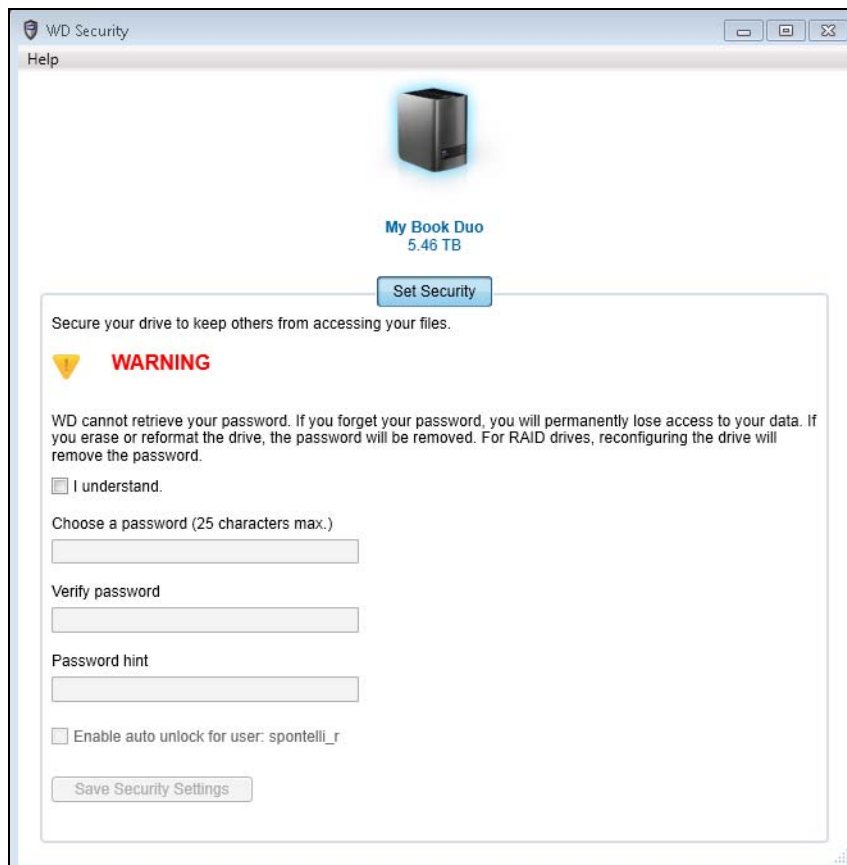 WD Security
Help
My Book Duo
5.46 TB
Set Security
Secure your drive to keep others from accessing your files.
WARNING
WD cannot retrieve your password. If you forget your password, you will permanently lose access to your data. If
you erase or reformat the drive, the password will be removed. For RAID drives, reconfiguring the drive will
remove the password.
I understand.
Choose a password (25 characters max.)
Verify password
Password hint
Enable auto unlock for user: spontelli_r
Save Security Settings